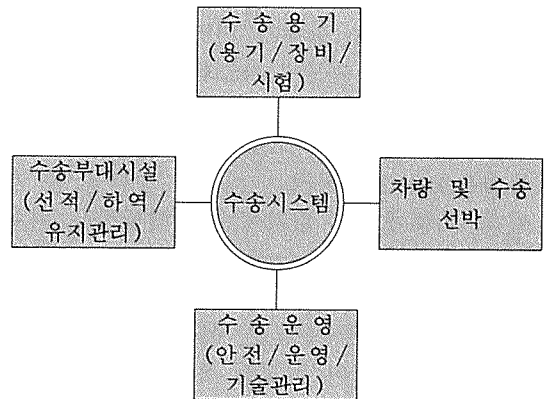 수 송 용 기
(용기/장비/
시험)
수송부대시설
(선적/하역/
유지관리)
수송시스템
차량 및 수송
선박
수 송 운 영
(안전/운영/
기술관리)